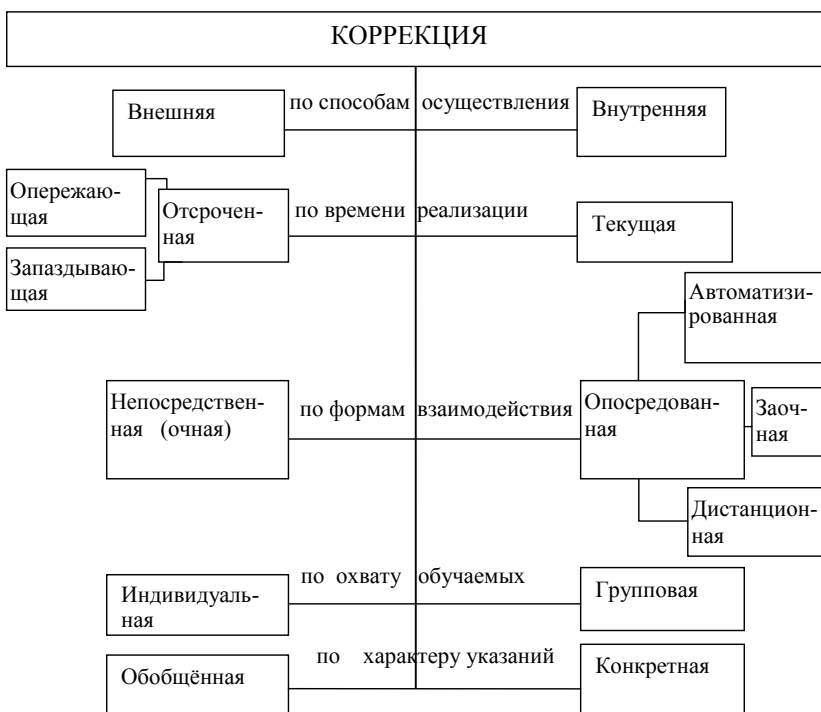 КОРРЕКЦИЯ
Внешняя
по способам осуществления
Внутренняя
Опережаю-
щая
Запаздываю-
щая
Отсрочен-
ная
по времени реализации
Текущая
Автоматизи-
рованная
Непосредствен-
ная (очная)
по формам взаимодействия
Опосредован-
ная
Заоч-
ная
Дистанцион-
ная
Индивидуаль-
ная
по охвату обучаемых
Групповая
Обобщённая
по характеру указаний
Конкретная